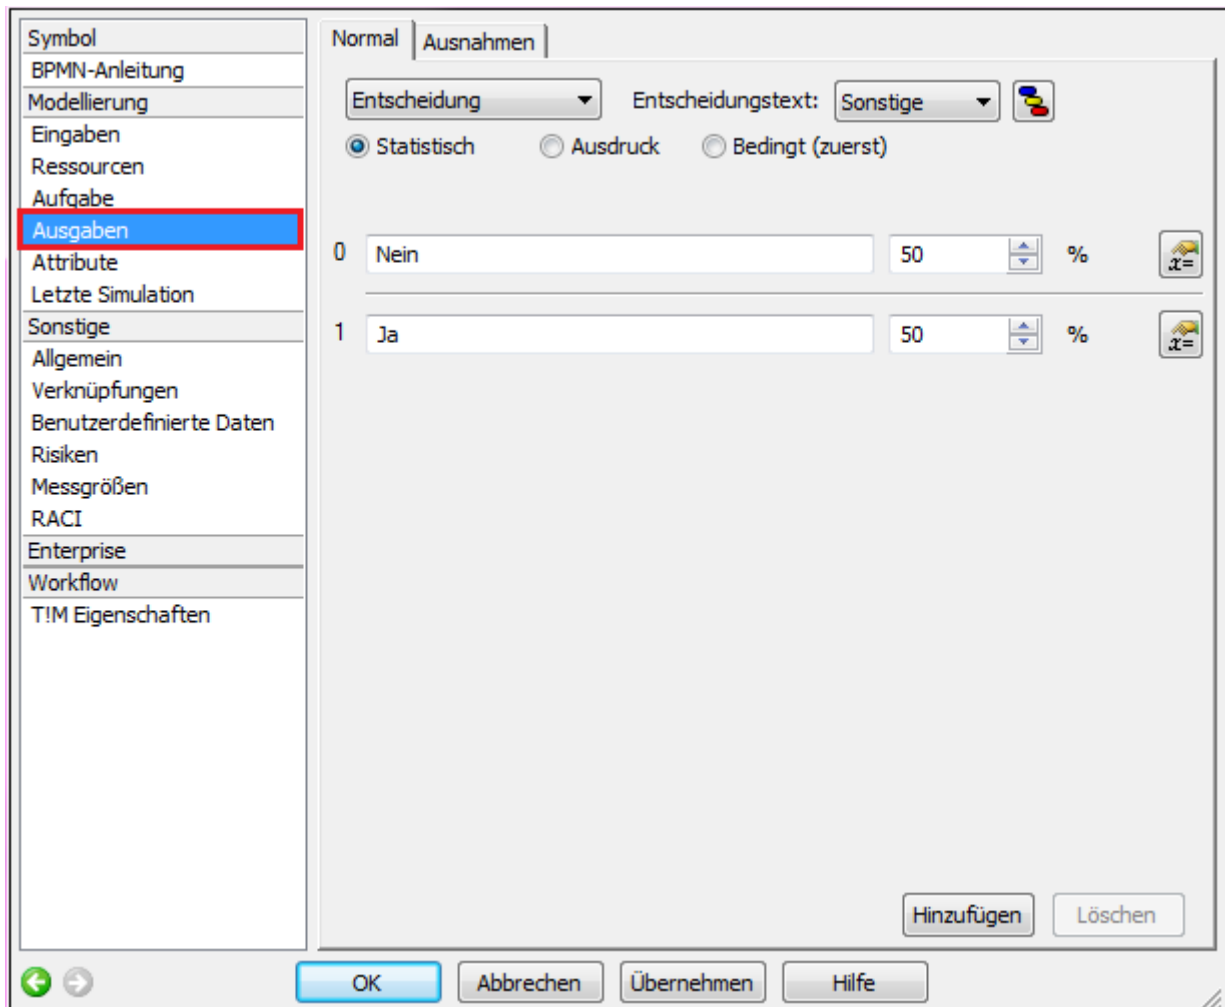 Symbol
BPMN-Anleitung
Modellierung
Eingaben
Ressourcen
Aufgabe
Ausgaben
Attribute
Letzte Simulation
Sonstige
Allgemein
Verknüpfungen
Benutzerdefinierte Daten
Risiken
Messgrößen
RACI
Enterprise
Workflow
T!M Eigenschaften
Normal Ausnahmen
Entscheidung Entscheidungstext: Sonstige
Statistisch Ausdruck Bedingt (zuerst)
0 Nein 50 % x=
1 Ja 50 % x=
Hinzufügen Löschen
OK Abbrechen Übernehmen Hilfe